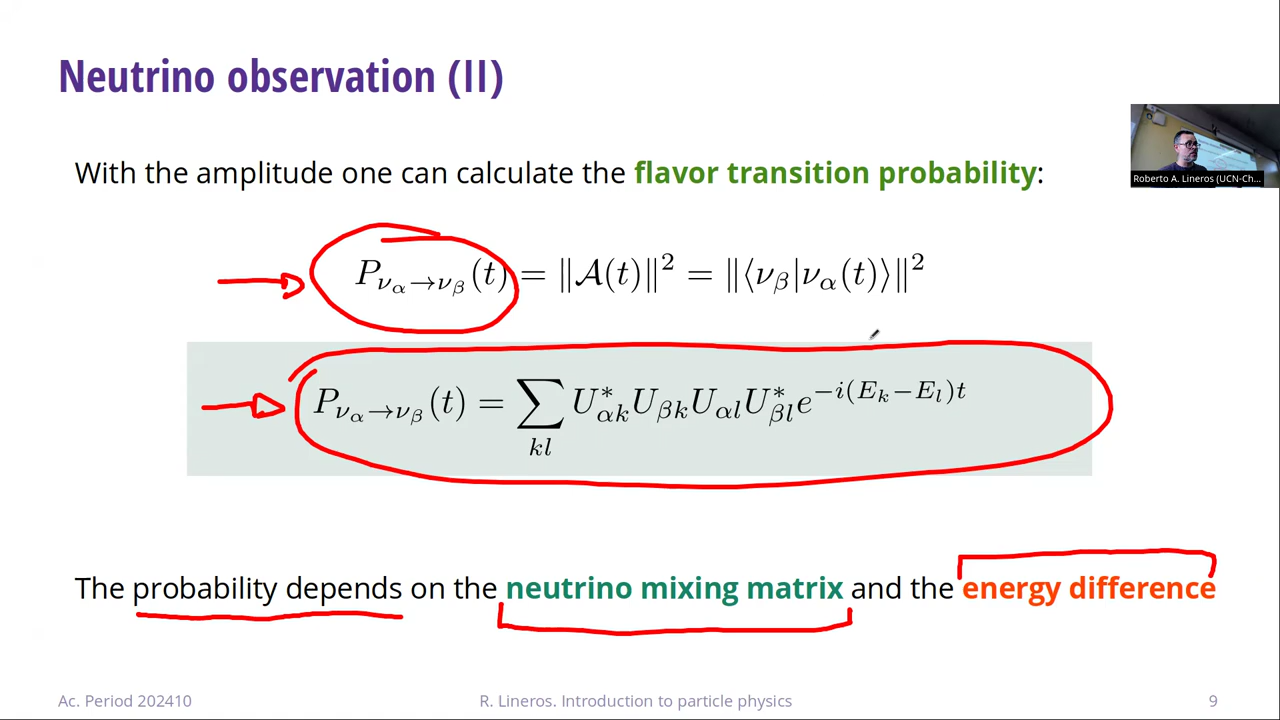 Neutrino observation (II)
With the amplitude one can calculate the flavor transition probability:
Roberto A. Lineros (UCN-Ch...
P_{ν_α→ν_β}(t) = ‖𝒜(t)‖² = ‖⟨ν_β|ν_α(t)⟩‖²
P_{ν_α→ν_β}(t) = ∑_{kl} U*_{αk} U_{βk} U_{αl} U*_{βl} e^{−i(E_k−E_l)t}
The probability depends on the neutrino mixing matrix and the energy difference
Ac. Period 202410 R. Lineros. Introduction to particle physics 9